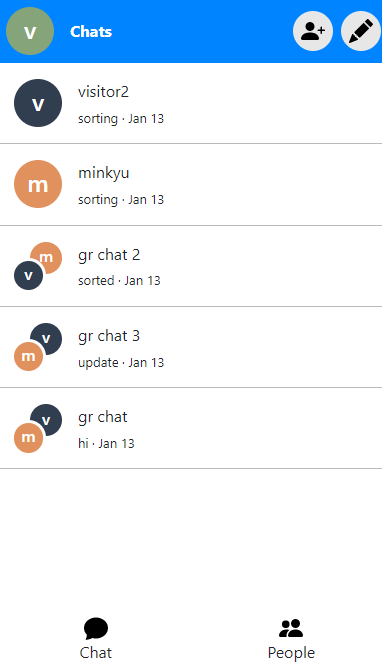 v Chats
v visitor2
sorting · Jan 13
m minkyu
sorting · Jan 13
m gr chat 2
v sorted · Jan 13
v gr chat 3
m update · Jan 13
v gr chat
m hi · Jan 13
Chat People